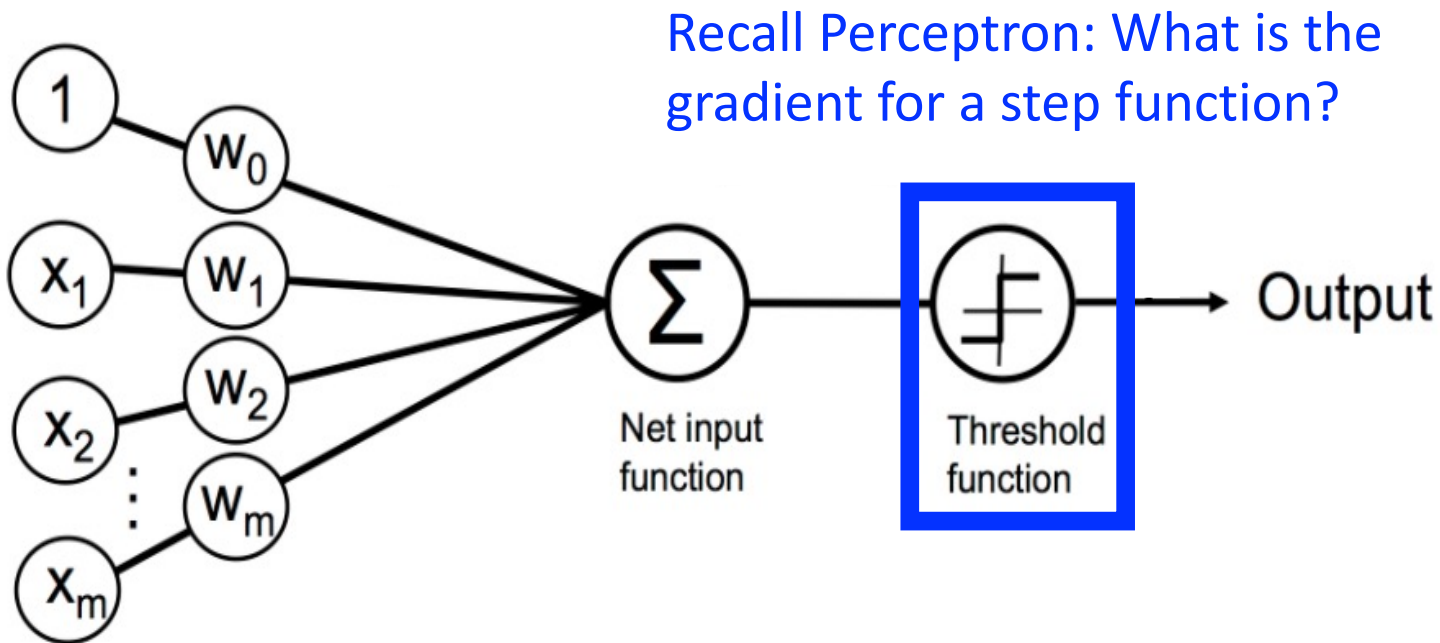 Recall Perceptron: What is the
gradient for a step function?
1
w₀
x₁
w₁
x₂
w₂
⋮
xₘ
wₘ
Σ
Net input
function
Threshold
function
Output